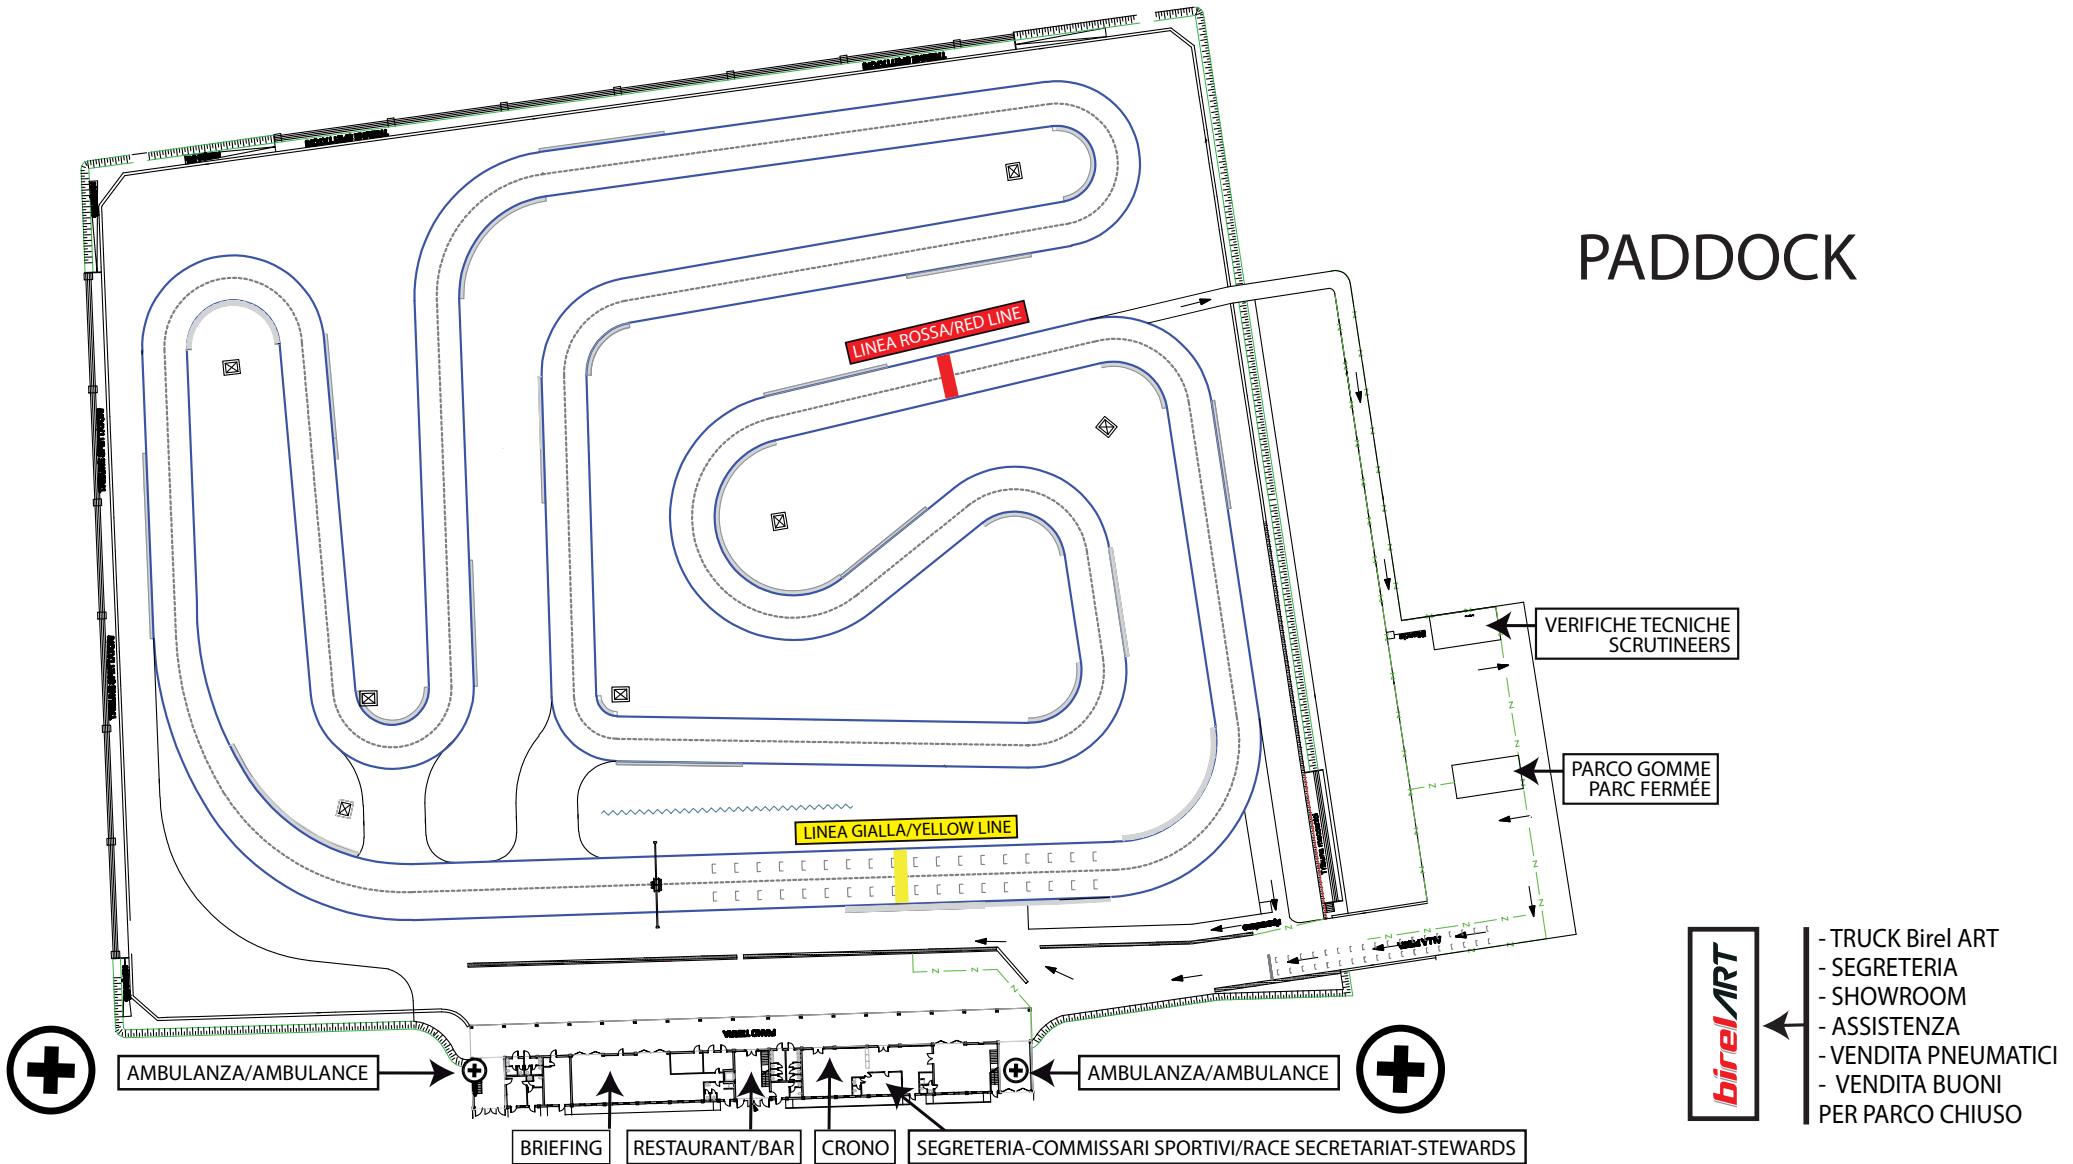 PADDOCK
LINEA ROSSA/RED LINE
VERIFICHE TECNICHE
SCRUTINEERS
PARCO GOMME
PARC FERMÉE
LINEA GIALLA/YELLOW LINE
- TRUCK Birel ART
- SEGRETERIA
- SHOWROOM
- ASSISTENZA
- VENDITA PNEUMATICI
- VENDITA BUONI
PER PARCO CHIUSO
birelART
AMBULANZA/AMBULANCE
AMBULANZA/AMBULANCE
BRIEFING
RESTAURANT/BAR
CRONO
SEGRETERIA-COMMISSARI SPORTIVI/RACE SECRETARIAT-STEWARDS